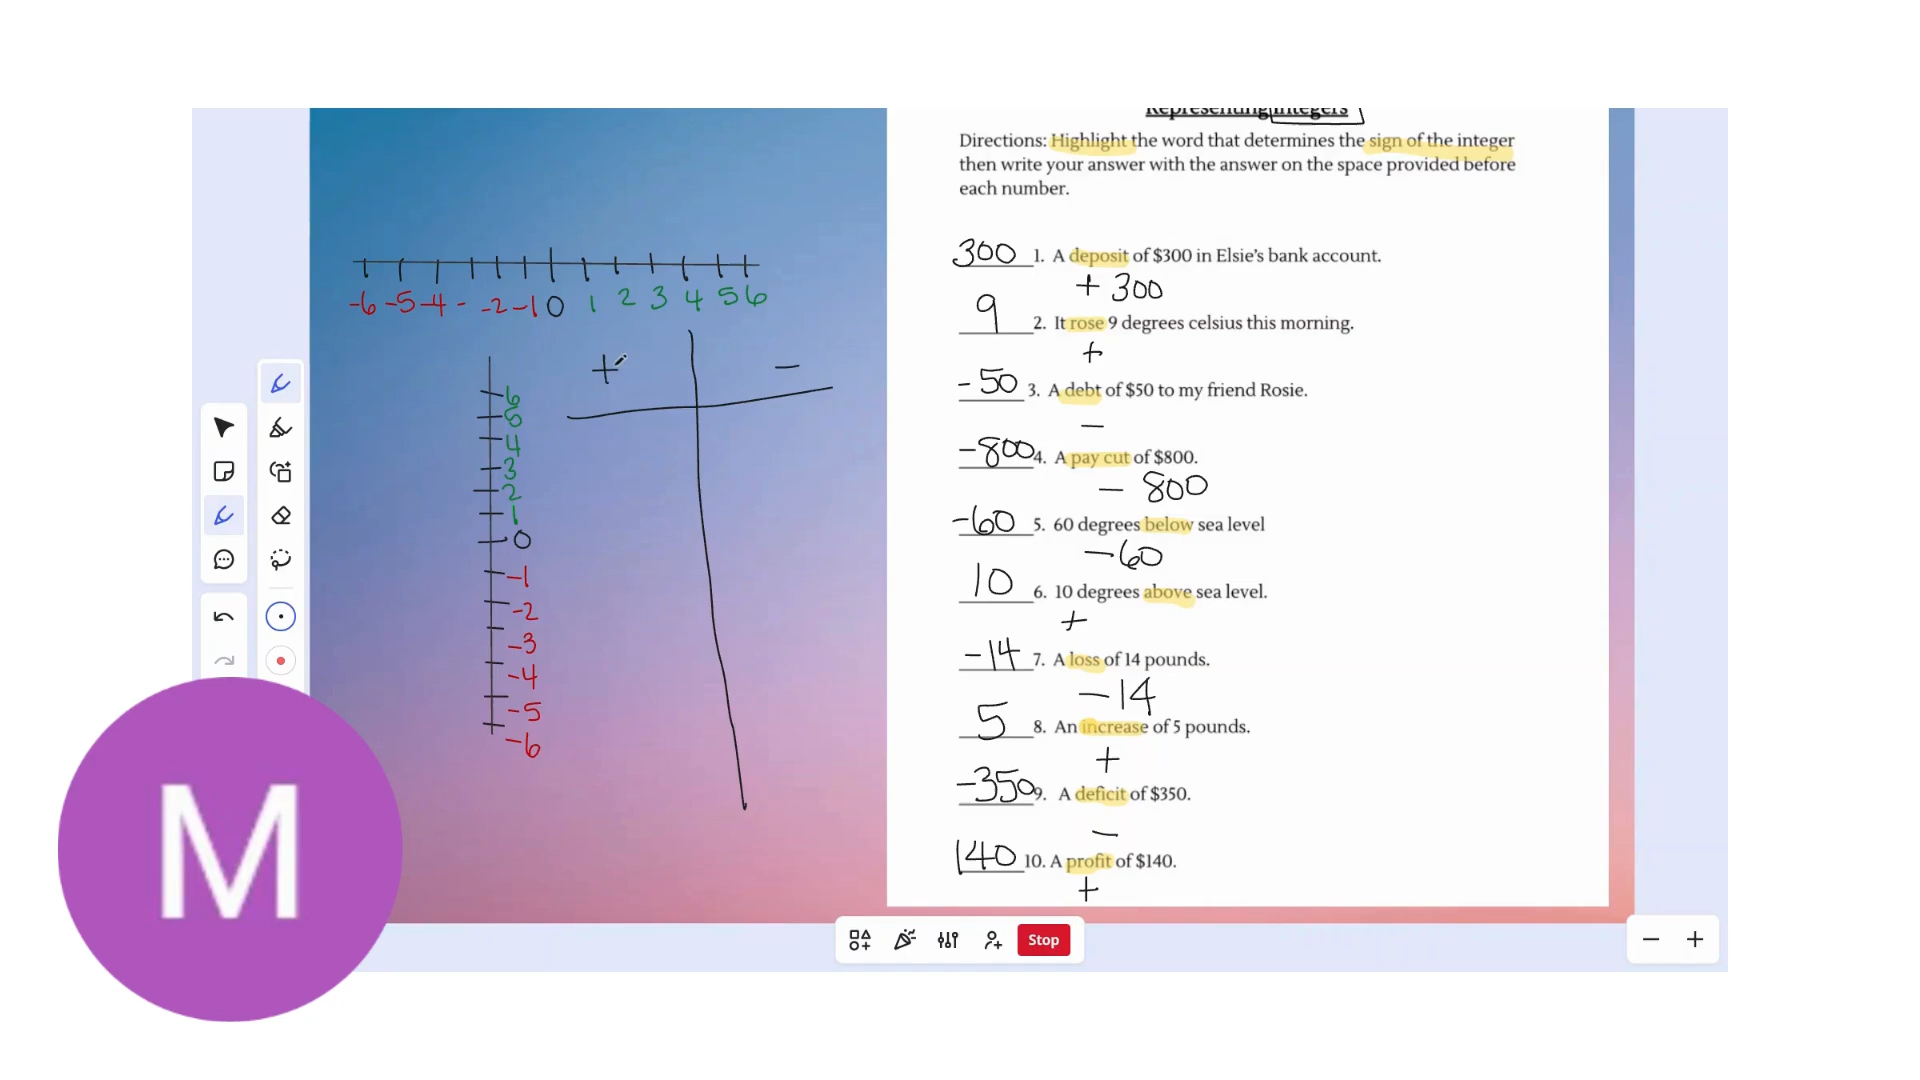 Representing Integers
Directions: Highlight the word that determines the sign of the integer
then write your answer with the answer on the space provided before
each number.
300 1. A deposit of $300 in Elsie's bank account.
+ 300
9 2. It rose 9 degrees celsius this morning.
+
-50 3. A debt of $50 to my friend Rosie.
-
-800 4. A pay cut of $800.
- 800
-60 5. 60 degrees below sea level
-60
10 6. 10 degrees above sea level.
+
-14 7. A loss of 14 pounds.
-14
5 8. An increase of 5 pounds.
+
-350 9. A deficit of $350.
-
140 10. A profit of $140.
+
-6 -5 -4 - -2 -1 0 1 2 3 4 5 6
+ -
6
5
4
3
2
1
0
-1
-2
-3
-4
-5
-6
M
Stop